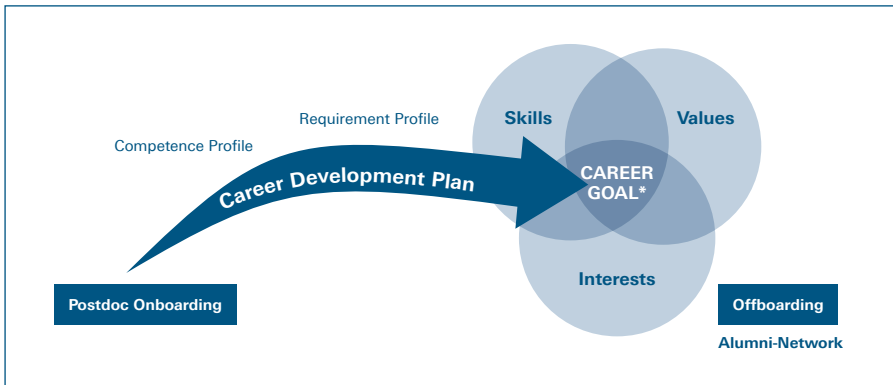 Requirement Profile
Skills
Values
Competence Profile
Career Development Plan
CAREER
GOAL*
Interests
Postdoc Onboarding
Offboarding
Alumni-Network